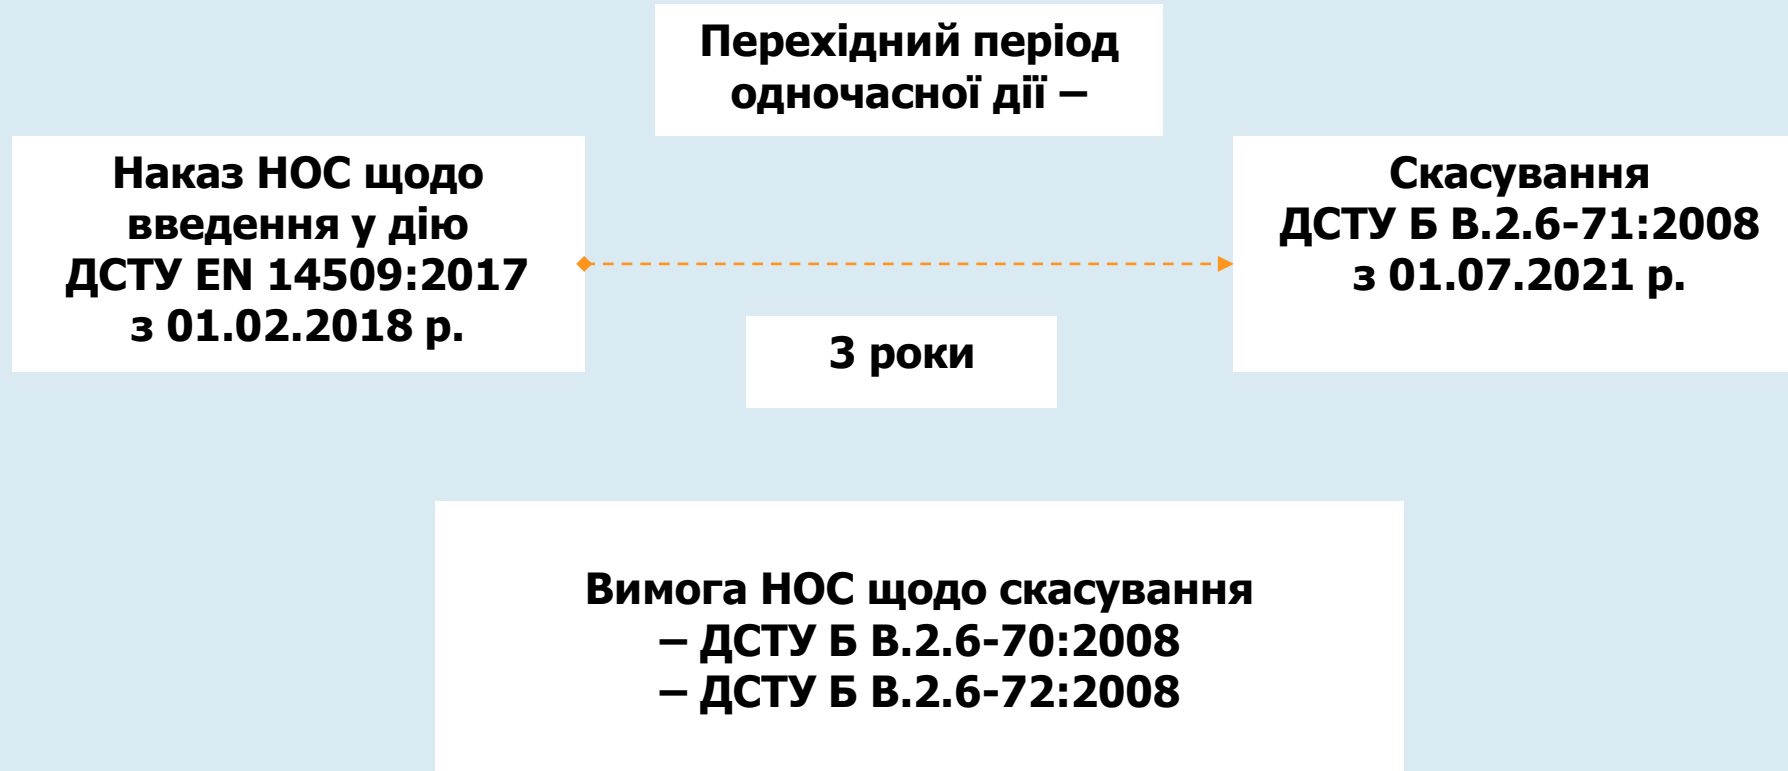 Перехідний період
одночасної дії –
Наказ НОС щодо
введення у дію
ДСТУ EN 14509:2017
з 01.02.2018 р.
Скасування
ДСТУ Б В.2.6-71:2008
з 01.07.2021 р.
3 роки
Вимога НОС щодо скасування
– ДСТУ Б В.2.6-70:2008
– ДСТУ Б В.2.6-72:2008